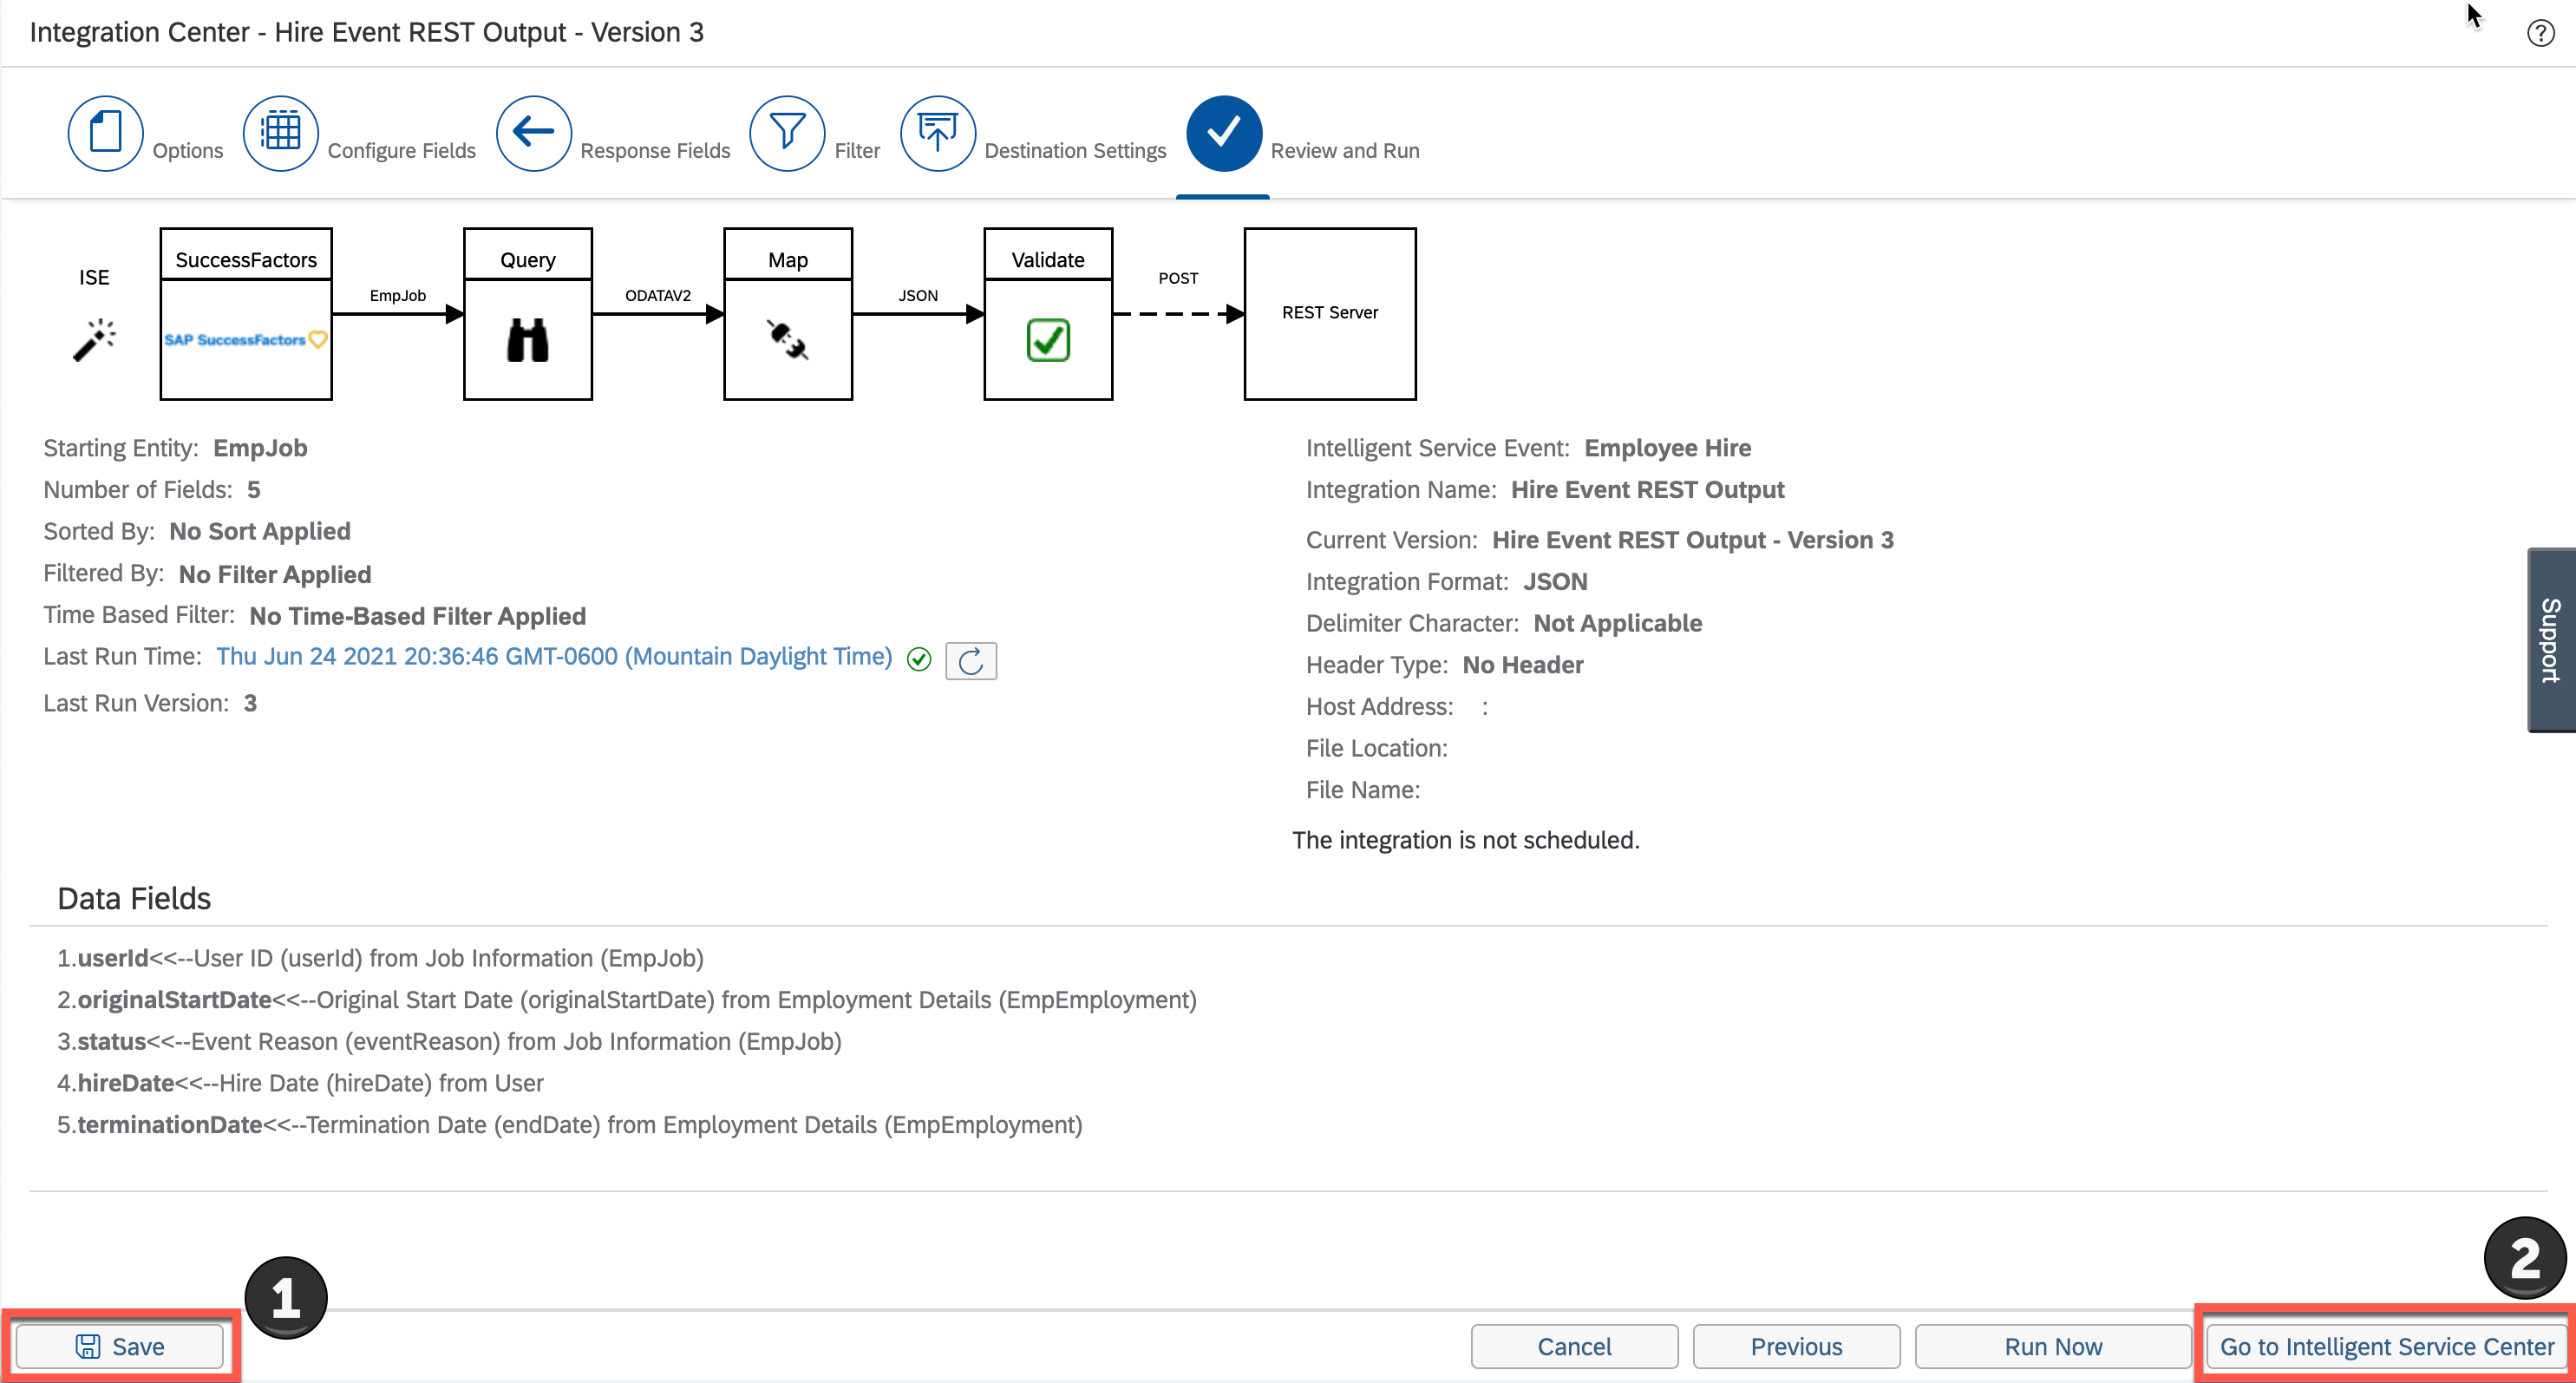 Integration Center - Hire Event REST Output - Version 3
?
Options
Configure Fields
Response Fields
Filter
Destination Settings
Review and Run
ISE
SuccessFactors
SAP SuccessFactors
EmpJob
Query
ODATAV2
Map
JSON
Validate
POST
REST Server
Starting Entity: EmpJob
Number of Fields: 5
Sorted By: No Sort Applied
Filtered By: No Filter Applied
Time Based Filter: No Time-Based Filter Applied
Last Run Time: Thu Jun 24 2021 20:36:46 GMT-0600 (Mountain Daylight Time)
Last Run Version: 3
Intelligent Service Event: Employee Hire
Integration Name: Hire Event REST Output
Current Version: Hire Event REST Output - Version 3
Integration Format: JSON
Delimiter Character: Not Applicable
Header Type: No Header
Host Address: :
File Location:
File Name:
The integration is not scheduled.
Support
Data Fields
1.userId<<--User ID (userId) from Job Information (EmpJob)
2.originalStartDate<<--Original Start Date (originalStartDate) from Employment Details (EmpEmployment)
3.status<<--Event Reason (eventReason) from Job Information (EmpJob)
4.hireDate<<--Hire Date (hireDate) from User
5.terminationDate<<--Termination Date (endDate) from Employment Details (EmpEmployment)
1
2
Save
Cancel
Previous
Run Now
Go to Intelligent Service Center